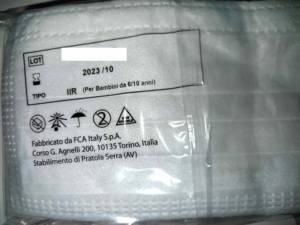 LOT
2023/10
TIPO IIR (Per Bambini da 6/10 anni)
Fabbricato da FCA Italy S.p.A.
Corso G. Agnelli 200, 10135 Torino, Italia
Stabilimento di Pratola Serra (AV)